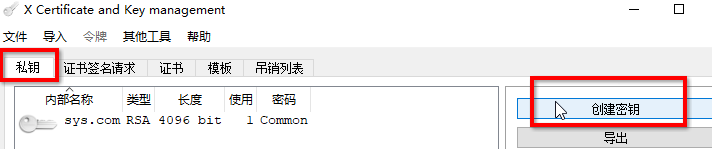 X Certificate and Key management
文件 导入 令牌 其他工具 帮助
私钥 证书签名请求 证书 模板 吊销列表
内部名称 类型 长度 使用 密码
创建密钥
sys.com RSA 4096 bit 1 Common
导出